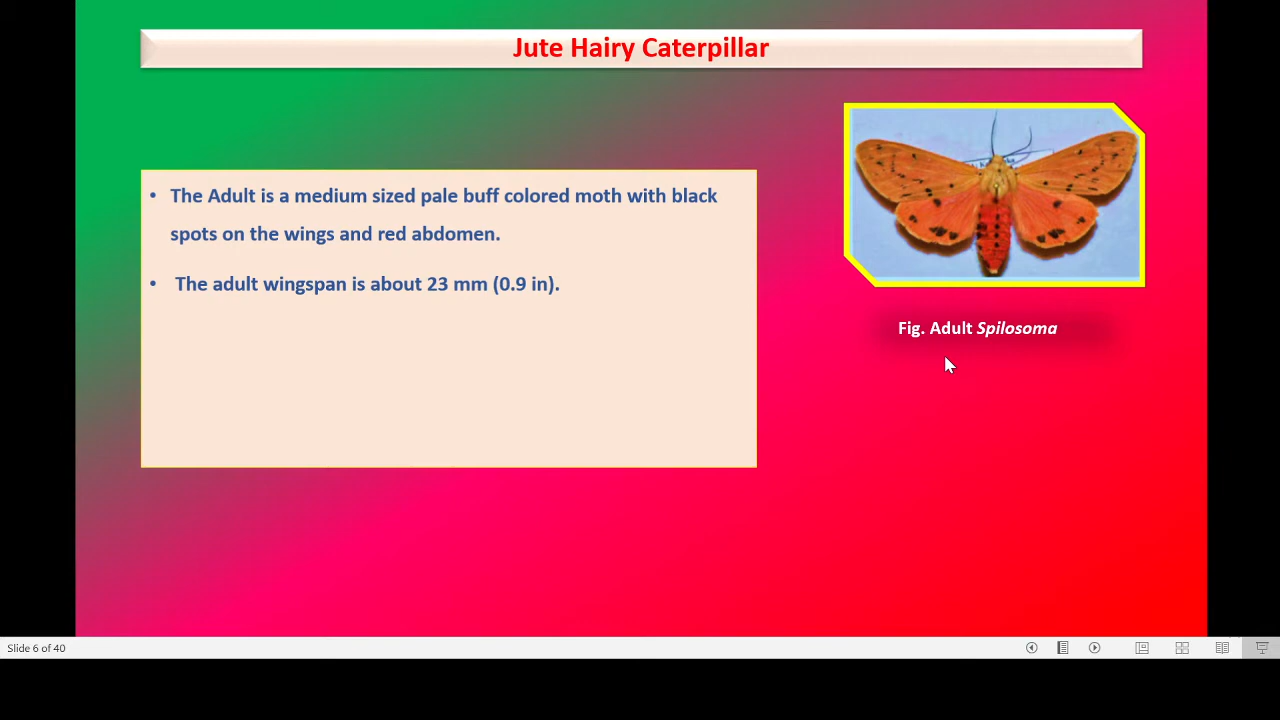 Jute Hairy Caterpillar
• The Adult is a medium sized pale buff colored moth with black
spots on the wings and red abdomen.
• The adult wingspan is about 23 mm (0.9 in).
Fig. Adult Spilosoma
Slide 6 of 40